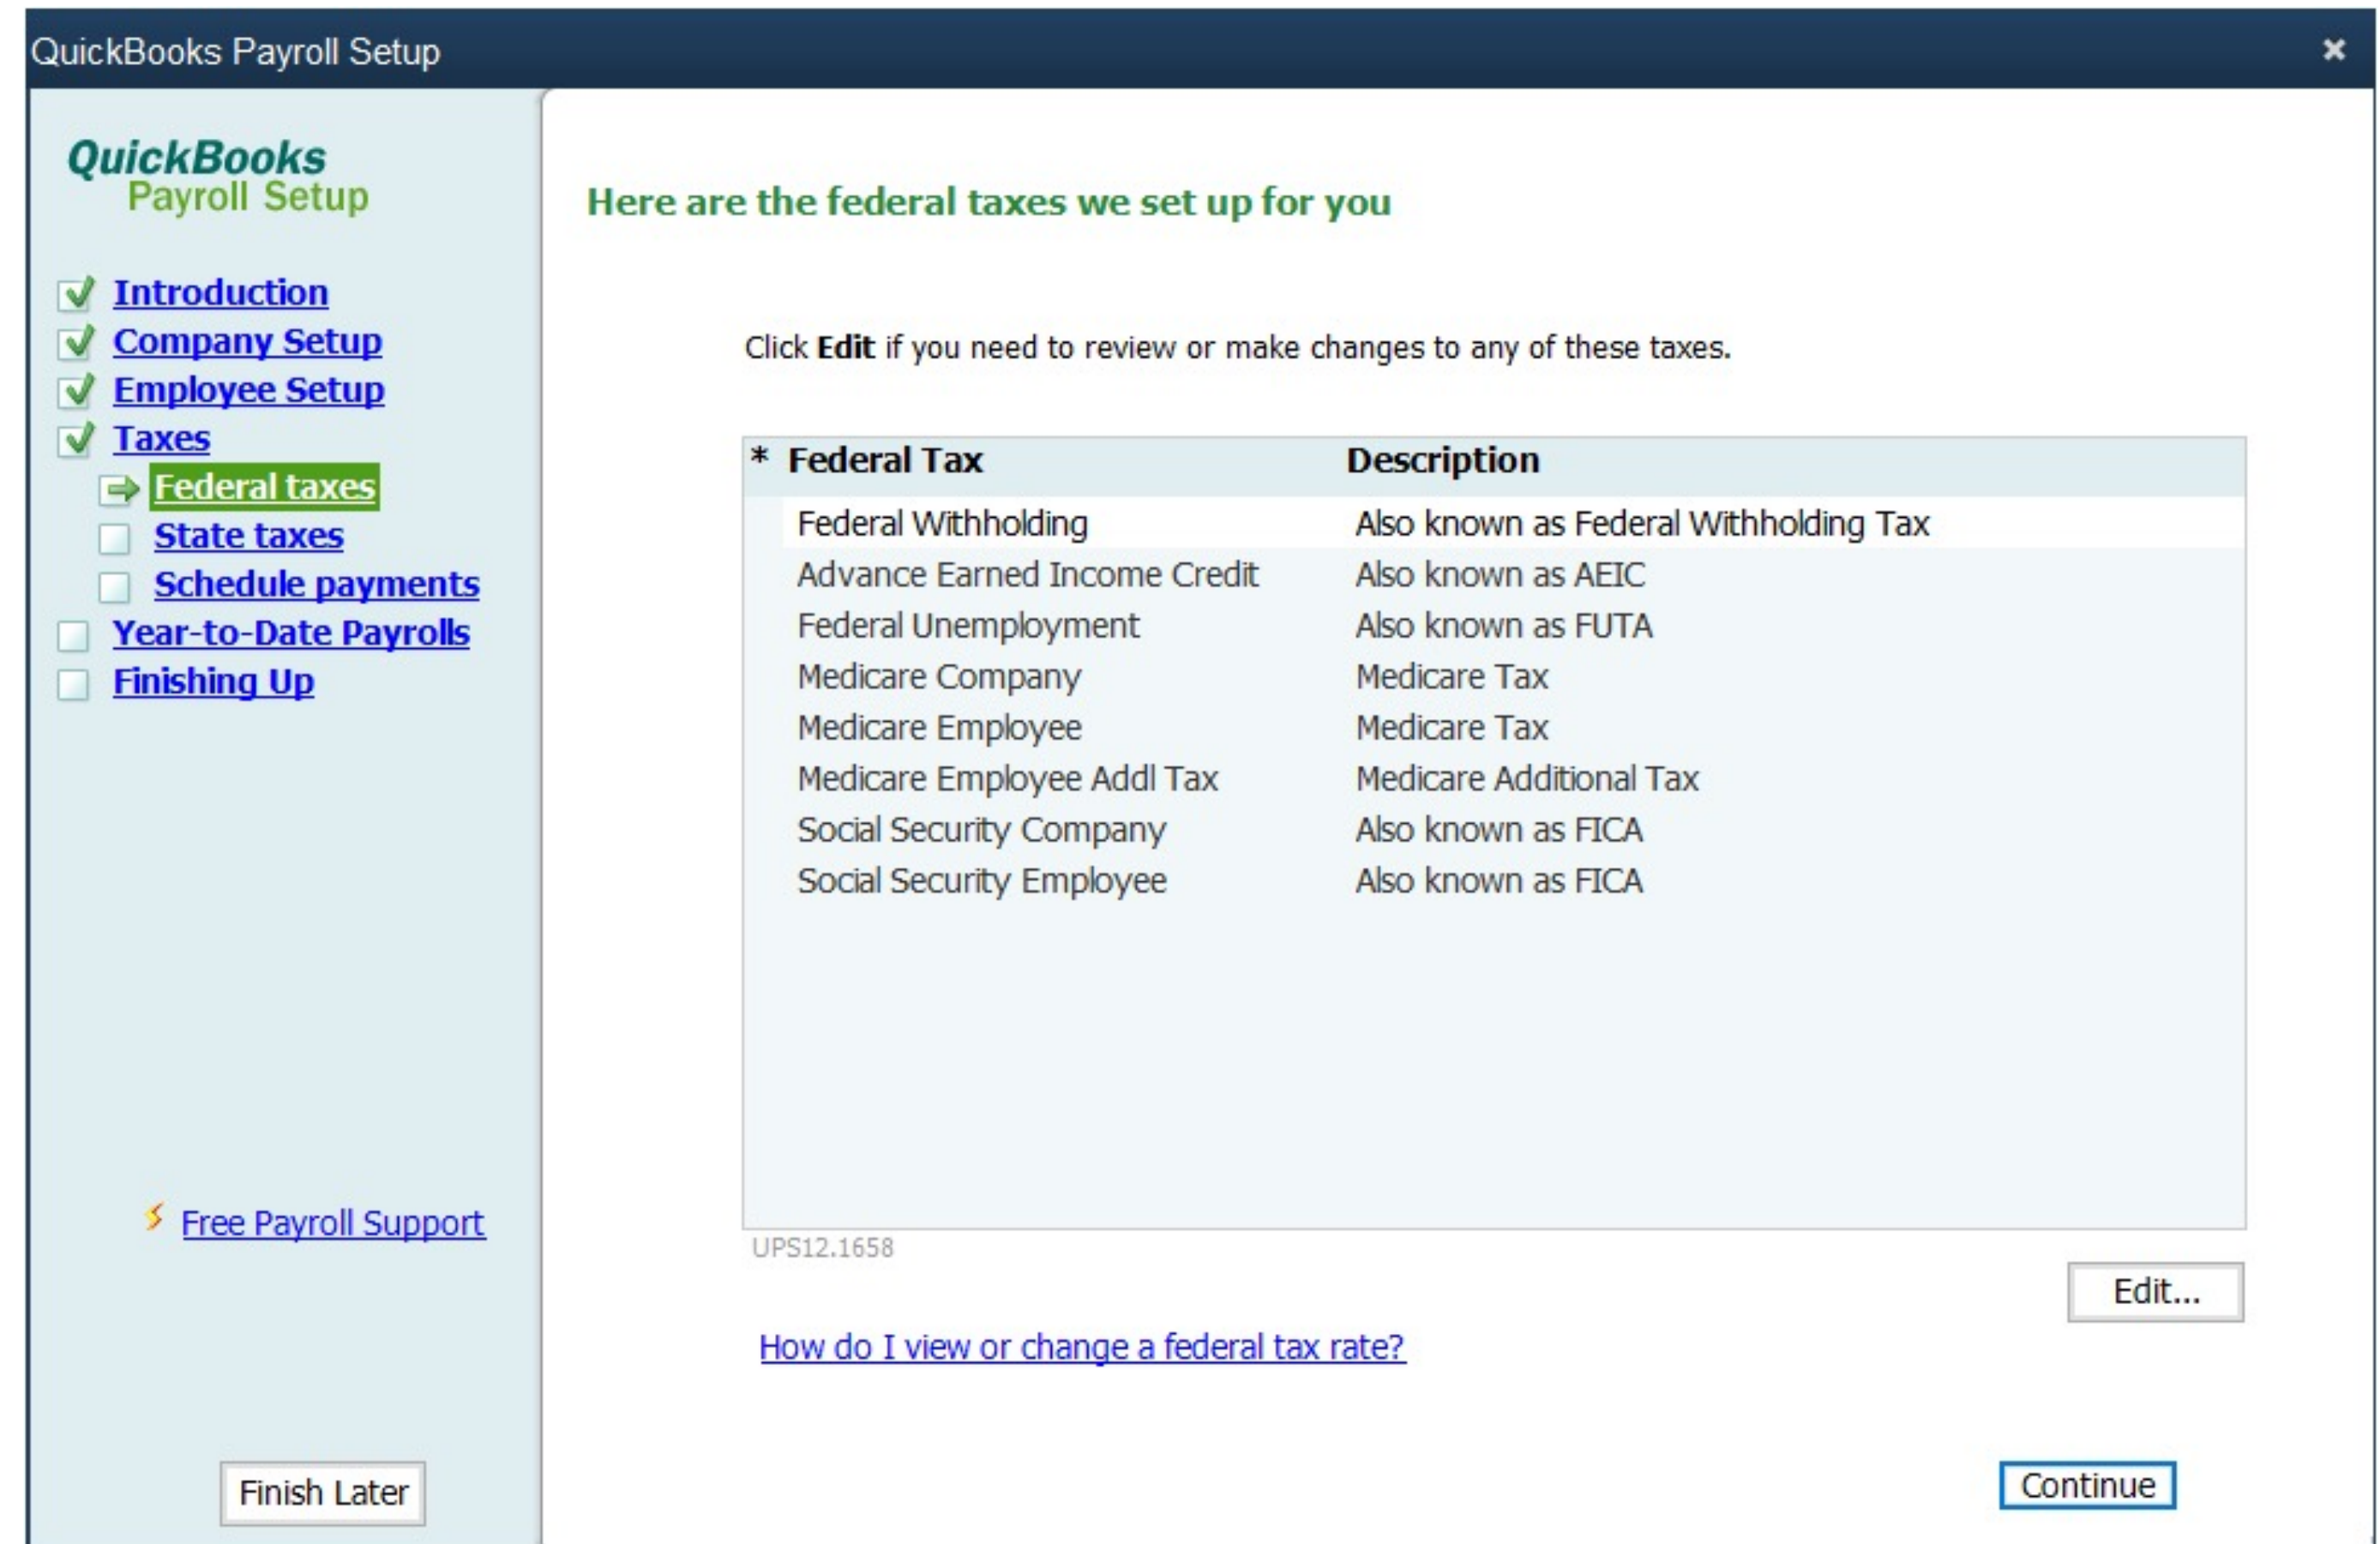 QuickBooks Payroll Setup
QuickBooks
Payroll Setup
Introduction
Company Setup
Employee Setup
Taxes
Federal taxes
State taxes
Schedule payments
Year-to-Date Payrolls
Finishing Up
Free Payroll Support
Finish Later
Here are the federal taxes we set up for you
Click Edit if you need to review or make changes to any of these taxes.
* Federal Tax Description
Federal Withholding Also known as Federal Withholding Tax
Advance Earned Income Credit Also known as AEIC
Federal Unemployment Also known as FUTA
Medicare Company Medicare Tax
Medicare Employee Medicare Tax
Medicare Employee Addl Tax Medicare Additional Tax
Social Security Company Also known as FICA
Social Security Employee Also known as FICA
UPS12.1658
Edit...
How do I view or change a federal tax rate?
Continue